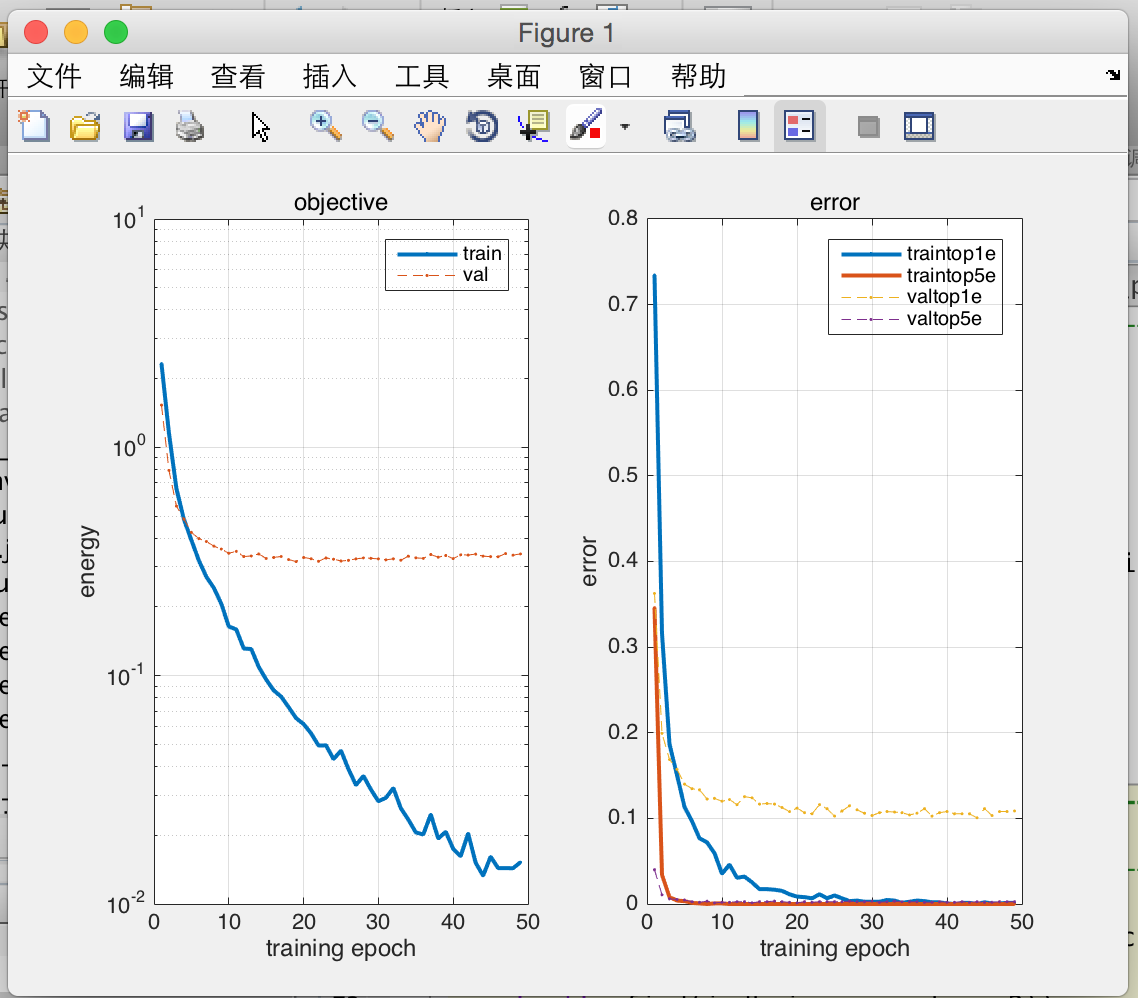 Figure 1
文件 编辑 查看 插入 工具 桌面 窗口 帮助
objective
train
val
10^1
10^0
10^-1
10^-2
energy
0 10 20 30 40 50
training epoch
error
traintop1e
traintop5e
valtop1e
valtop5e
0.8
0.7
0.6
0.5
0.4
0.3
0.2
0.1
0
error
0 10 20 30 40 50
training epoch